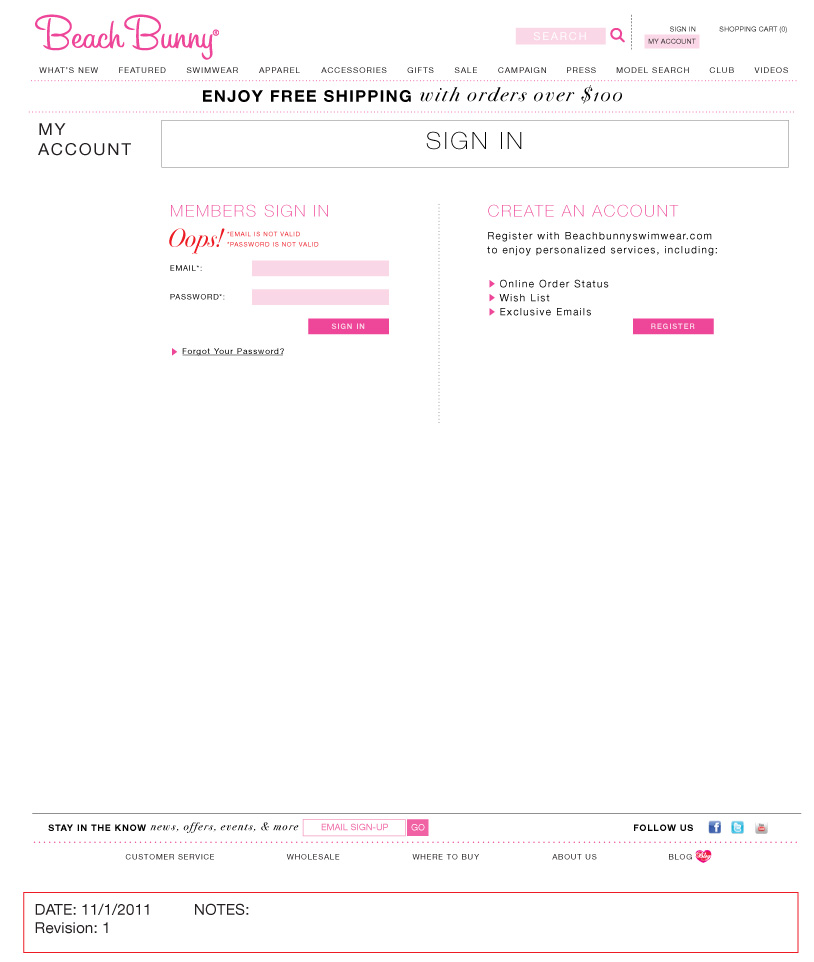 Beach Bunny®
SEARCH
SIGN IN
MY ACCOUNT
SHOPPING CART (0)
WHAT'S NEW FEATURED SWIMWEAR APPAREL ACCESSORIES GIFTS SALE CAMPAIGN PRESS MODEL SEARCH CLUB VIDEOS
ENJOY FREE SHIPPING with orders over $100
MY
ACCOUNT
SIGN IN
MEMBERS SIGN IN
Oops!
*EMAIL IS NOT VALID
*PASSWORD IS NOT VALID
EMAIL*:
PASSWORD*:
SIGN IN
Forgot Your Password?
CREATE AN ACCOUNT
Register with Beachbunnyswimwear.com
to enjoy personalized services, including:
Online Order Status
Wish List
Exclusive Emails
REGISTER
STAY IN THE KNOW news, offers, events, & more EMAIL SIGN-UP GO FOLLOW US
CUSTOMER SERVICE WHOLESALE WHERE TO BUY ABOUT US BLOG
DATE: 11/1/2011 NOTES:
Revision: 1